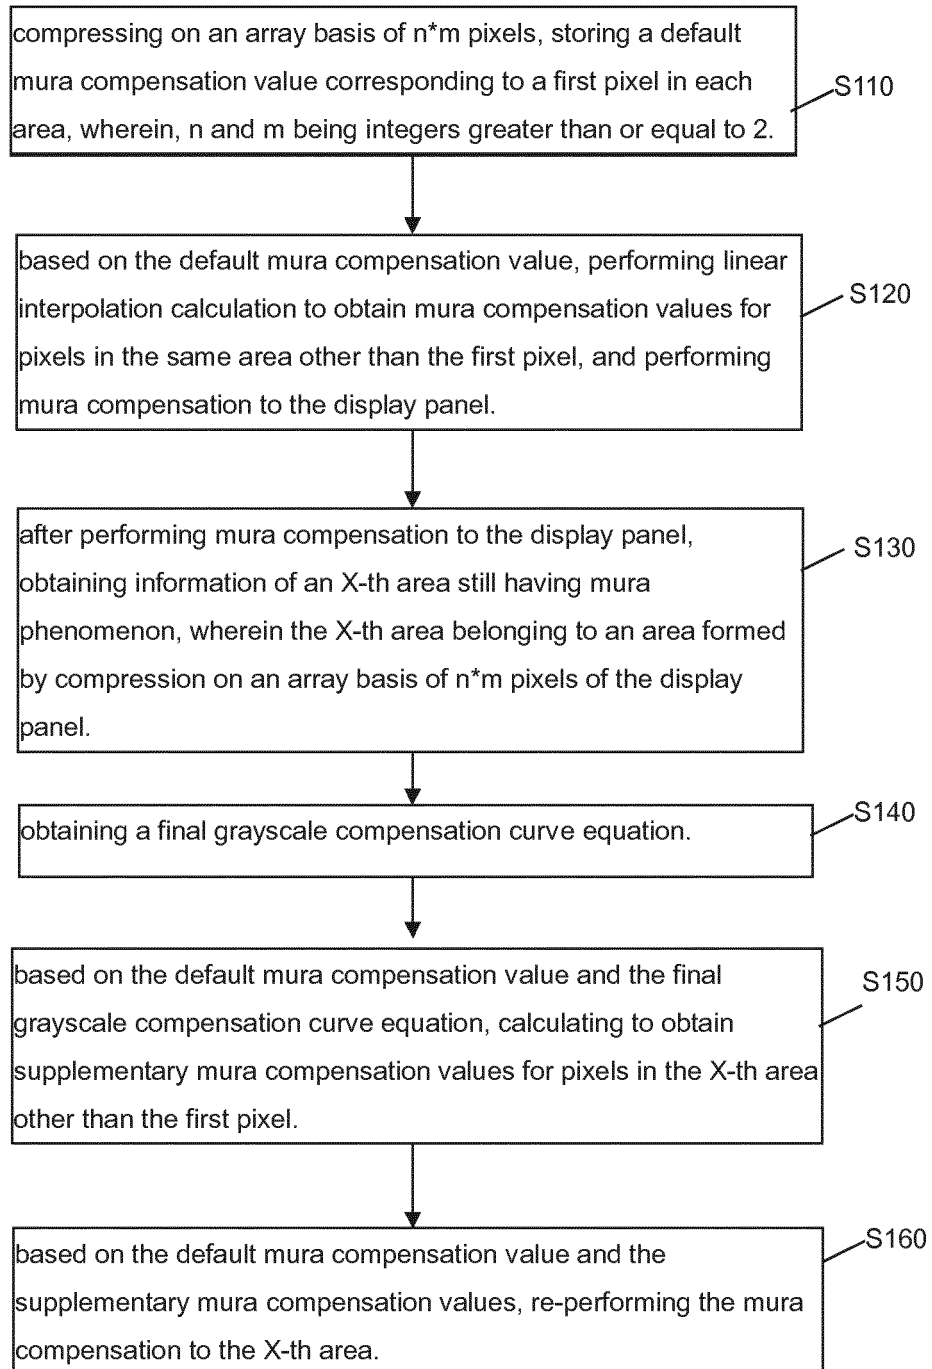 compressing on an array basis of n*m pixels, storing a default
mura compensation value corresponding to a first pixel in each
area, wherein, n and m being integers greater than or equal to 2.
S110
based on the default mura compensation value, performing linear
interpolation calculation to obtain mura compensation values for
pixels in the same area other than the first pixel, and performing
mura compensation to the display panel.
S120
after performing mura compensation to the display panel,
obtaining information of an X-th area still having mura
phenomenon, wherein the X-th area belonging to an area formed
by compression on an array basis of n*m pixels of the display
panel.
S130
obtaining a final grayscale compensation curve equation.
S140
based on the default mura compensation value and the final
grayscale compensation curve equation, calculating to obtain
supplementary mura compensation values for pixels in the X-th area
other than the first pixel.
S150
based on the default mura compensation value and the
supplementary mura compensation values, re-performing the mura
compensation to the X-th area.
S160